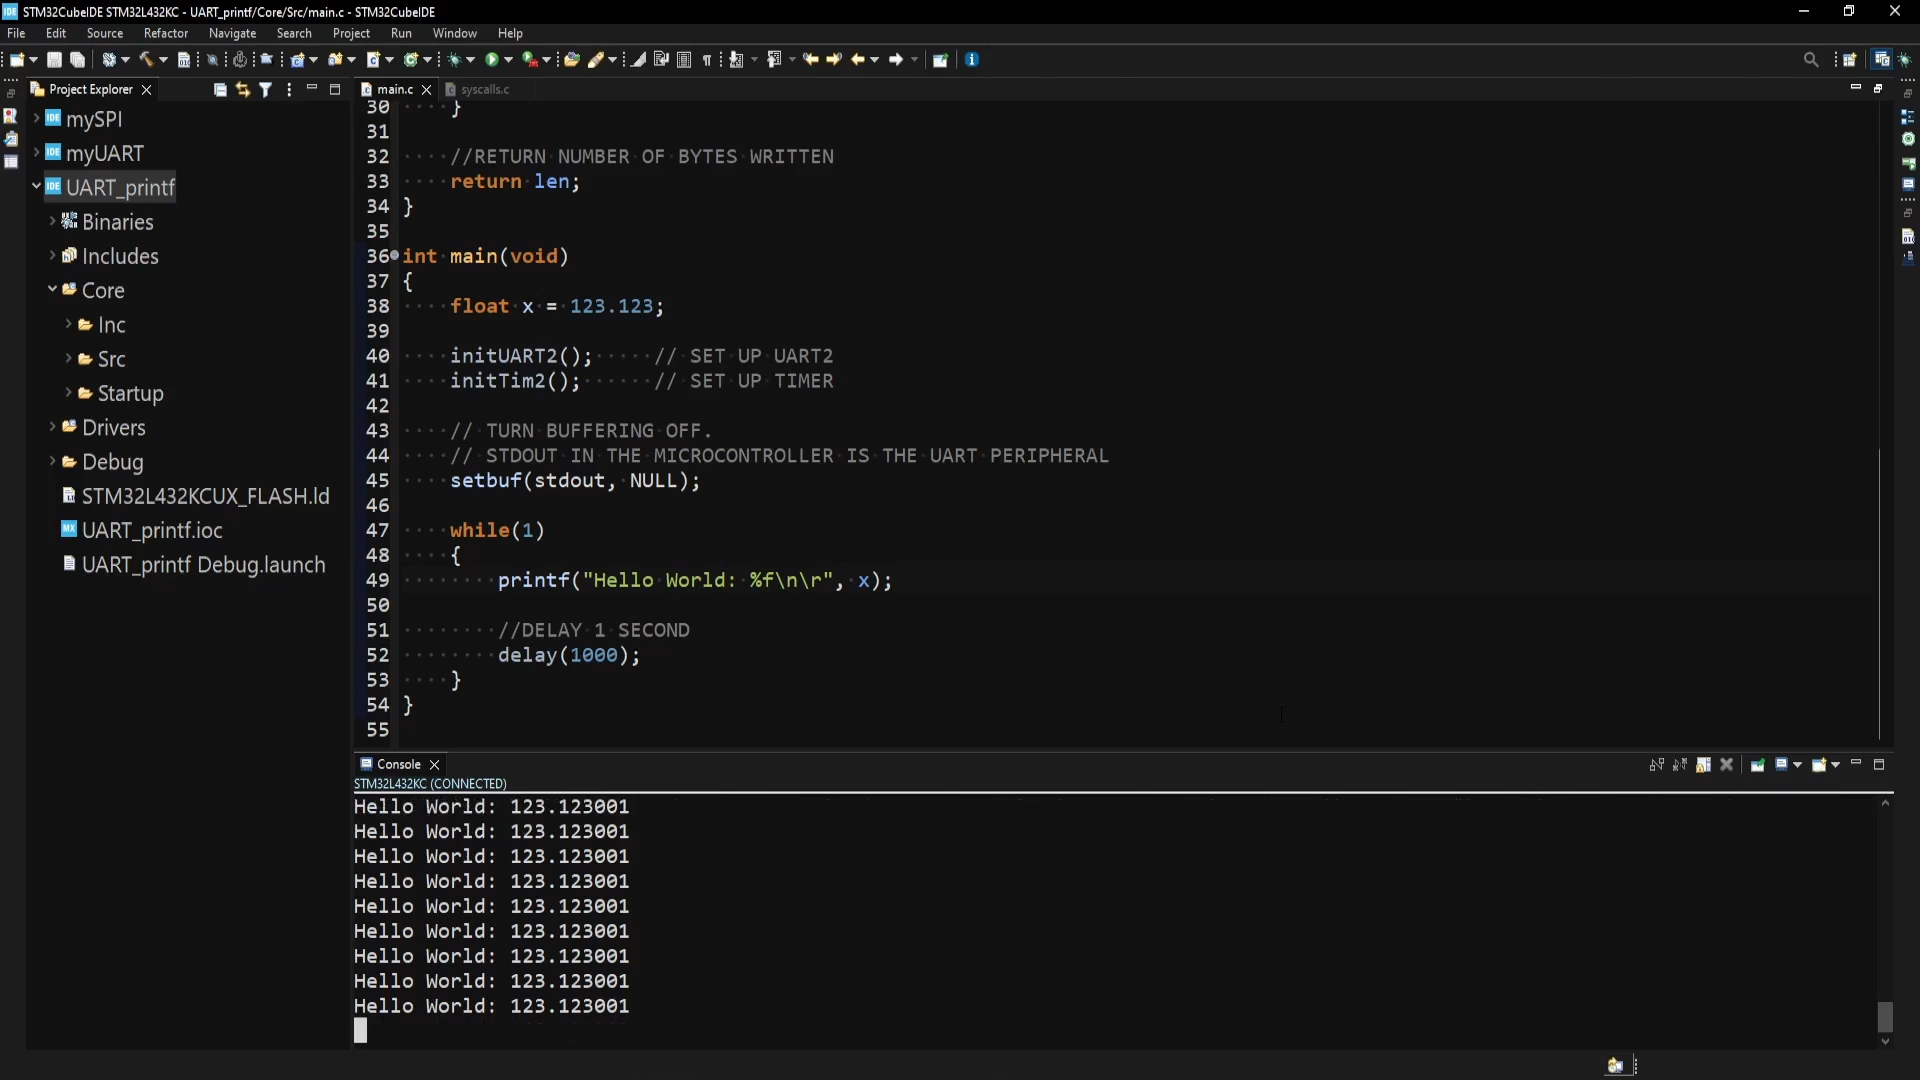 STM32CubeIDE STM32L432KC - UART_printf/Core/Src/main.c - STM32CubeIDE
File Edit Source Refactor Navigate Search Project Run Window Help
Project Explorer
mySPI
myUART
UART_printf
Binaries
Includes
Core
Inc
Src
Startup
Drivers
Debug
STM32L432KCUX_FLASH.ld
UART_printf.ioc
UART_printf Debug.launch
main.c syscalls.c
30 }
31
32 //RETURN NUMBER OF BYTES WRITTEN
33 return len;
34 }
35
36 int main(void)
37 {
38 float x = 123.123;
39
40 initUART2(); // SET UP UART2
41 initTim2(); // SET UP TIMER
42
43 // TURN BUFFERING OFF.
44 // STDOUT IN THE MICROCONTROLLER IS THE UART PERIPHERAL
45 setbuf(stdout, NULL);
46
47 while(1)
48 {
49 printf("Hello World: %f\n\r", x);
50
51 //DELAY 1 SECOND
52 delay(1000);
53 }
54 }
55
Console
STM32L432KC (CONNECTED)
Hello World: 123.123001
Hello World: 123.123001
Hello World: 123.123001
Hello World: 123.123001
Hello World: 123.123001
Hello World: 123.123001
Hello World: 123.123001
Hello World: 123.123001
Hello World: 123.123001